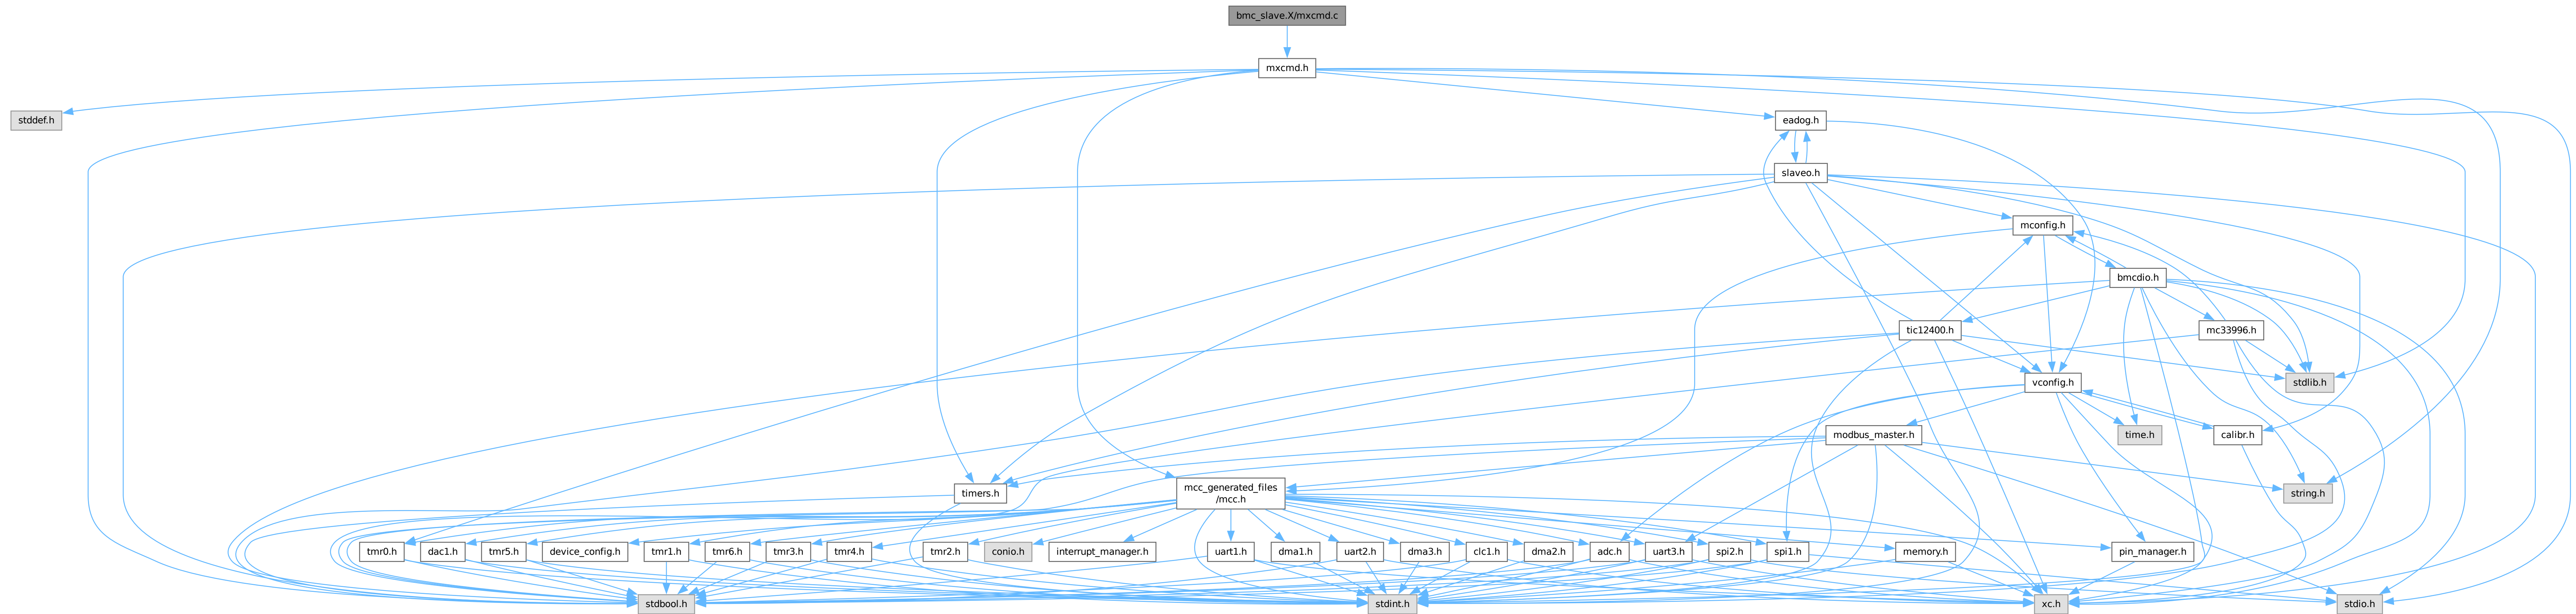 bmc_slave.X/mxcmd.c
mxcmd.h
stddef.h
eadog.h
slaveo.h
mconfig.h
bmcdio.h
tic12400.h
mc33996.h
vconfig.h
stdlib.h
modbus_master.h
time.h
calibr.h
timers.h
mcc_generated_files
/mcc.h
string.h
tmr0.h
dac1.h
tmr5.h
device_config.h
tmr1.h
tmr6.h
tmr3.h
tmr4.h
tmr2.h
conio.h
interrupt_manager.h
uart1.h
dma1.h
uart2.h
dma3.h
clc1.h
dma2.h
adc.h
uart3.h
spi2.h
spi1.h
memory.h
pin_manager.h
stdbool.h
stdint.h
xc.h
stdio.h